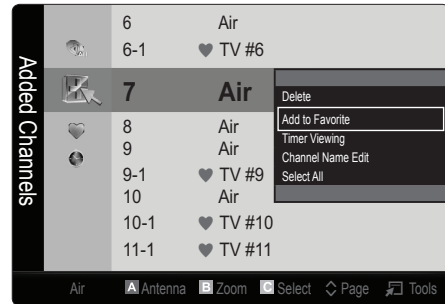 Added Channels
6 Air
6-1 ♥ TV #6
7 Air
8 Air
9 Air
9-1 ♥ TV #9
10 Air
10-1 ♥ TV #10
11-1 ♥ TV #11
Delete
Add to Favorite
Timer Viewing
Channel Name Edit
Select All
Air A Antenna B Zoom C Select Page Tools